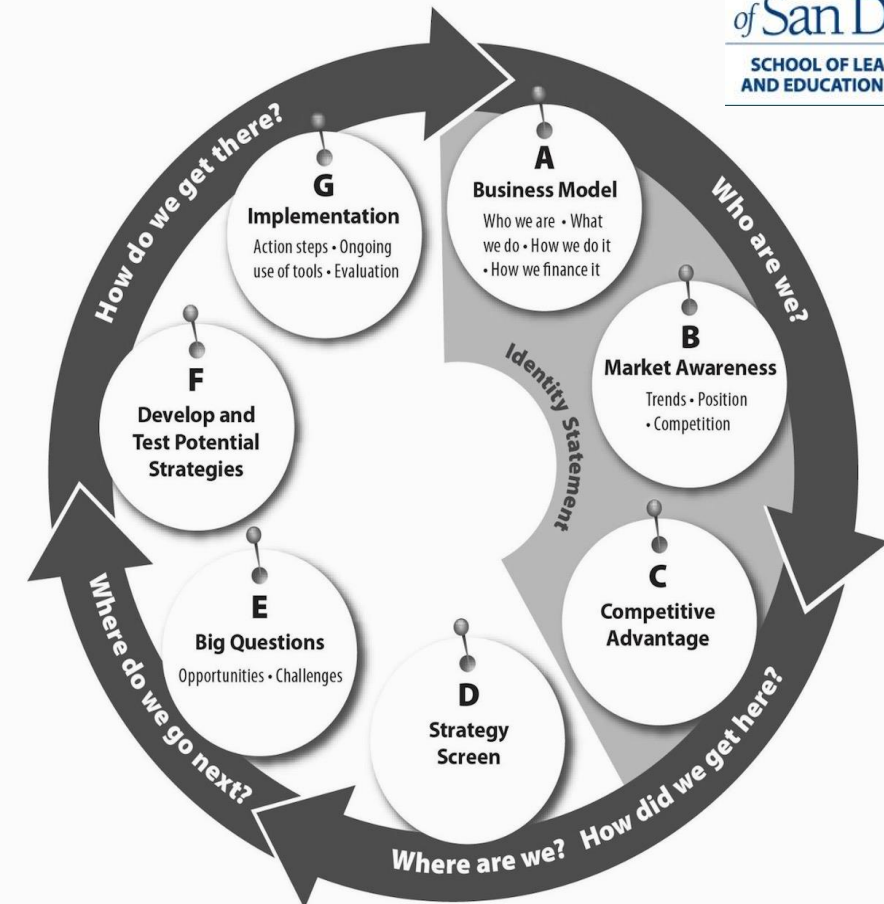 of San D
SCHOOL OF LEA
AND EDUCATION
How do we get there?
Who are we?
A
Business Model
Who we are • What
we do • How we do it
• How we finance it
B
Market Awareness
Trends • Position
• Competition
Identity Statement
C
Competitive
Advantage
How did we get here?
Where are we?
D
Strategy
Screen
Where do we go next?
E
Big Questions
Opportunities • Challenges
F
Develop and
Test Potential
Strategies
G
Implementation
Action steps • Ongoing
use of tools • Evaluation